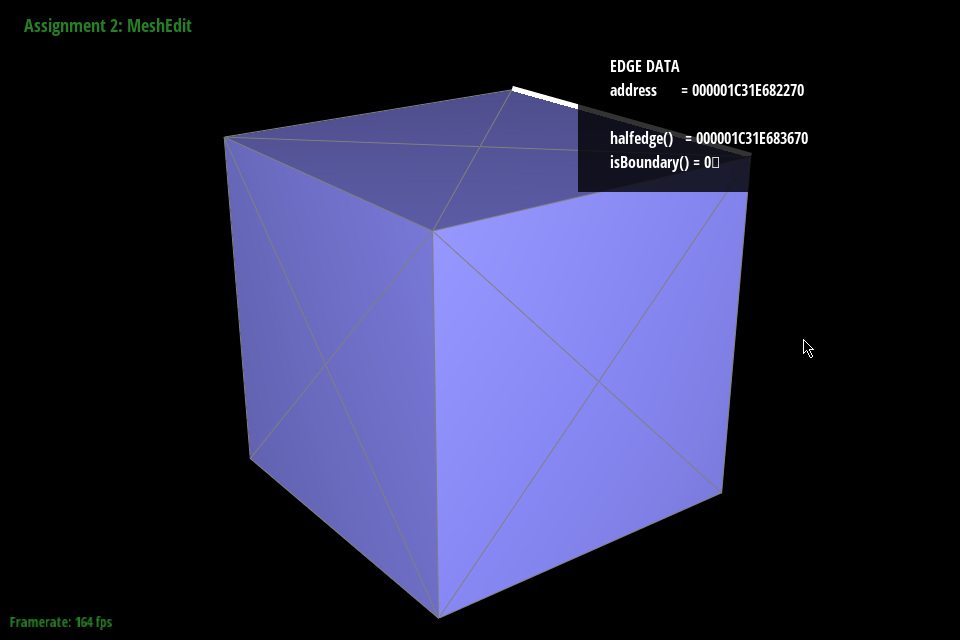 Assignment 2: MeshEdit
EDGE DATA
address = 000001C31E682270
halfedge() = 000001C31E683670
isBoundary() = 0
Framerate: 164 fps